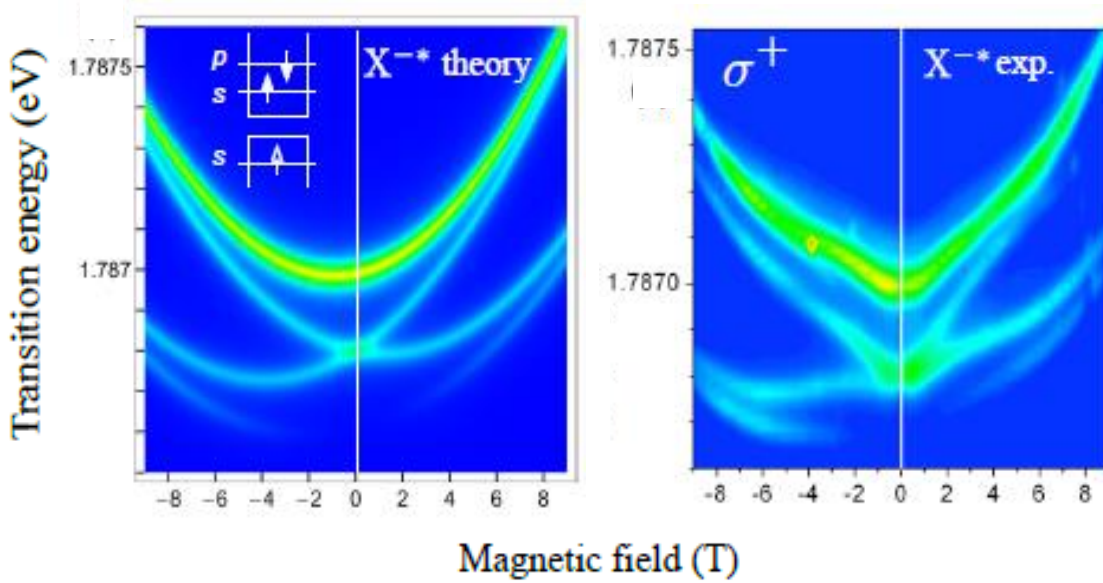 Transition energy (eV)
1.7875
1.787
p
s
s
X⁻* theory
-8 -6 -4 -2 0 2 4 6 8
1.7875
1.7870
σ⁺
X⁻* exp.
-8 -6 -4 -2 0 2 4 6 8
Magnetic field (T)